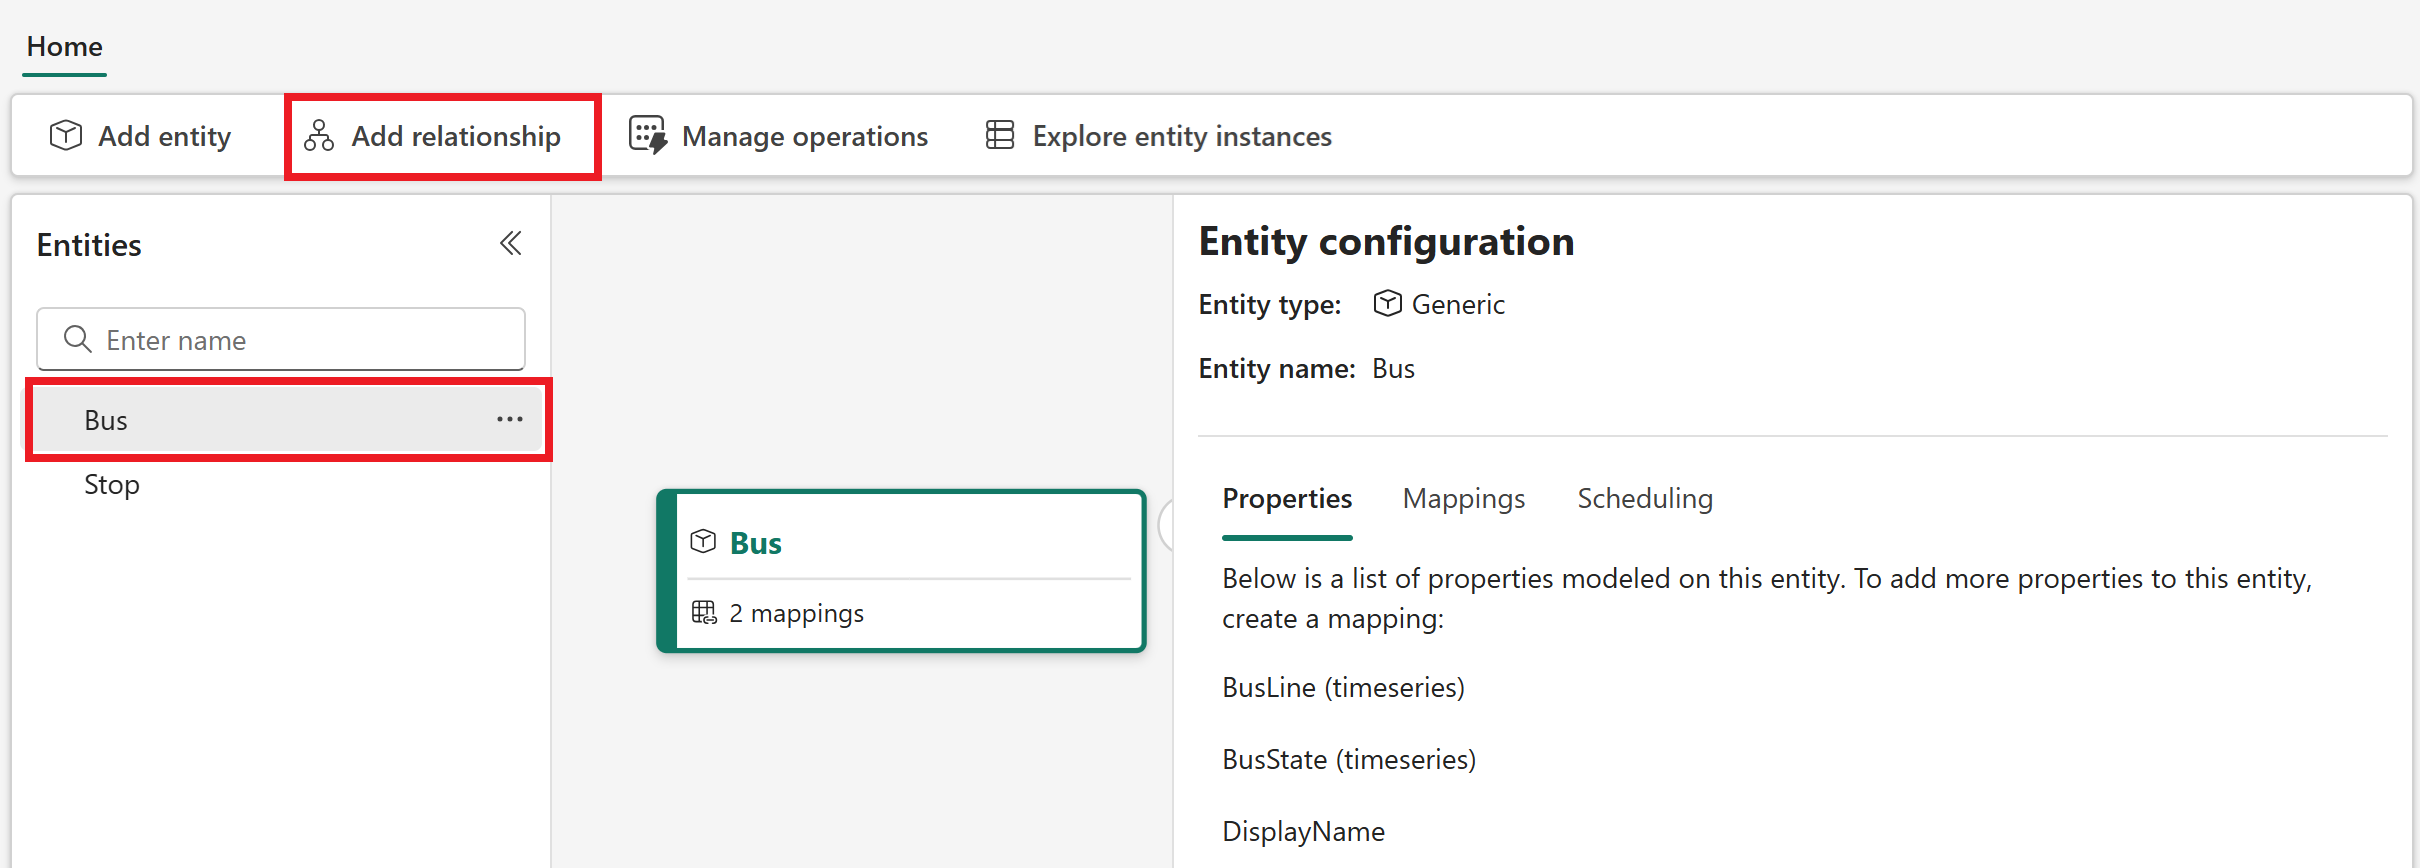 Home
Add entity
Add relationship
Manage operations
Explore entity instances
Entities
Enter name
Bus
Stop
Bus
2 mappings
Entity configuration
Entity type: Generic
Entity name: Bus
Properties
Mappings
Scheduling
Below is a list of properties modeled on this entity. To add more properties to this entity,
create a mapping:
BusLine (timeseries)
BusState (timeseries)
DisplayName